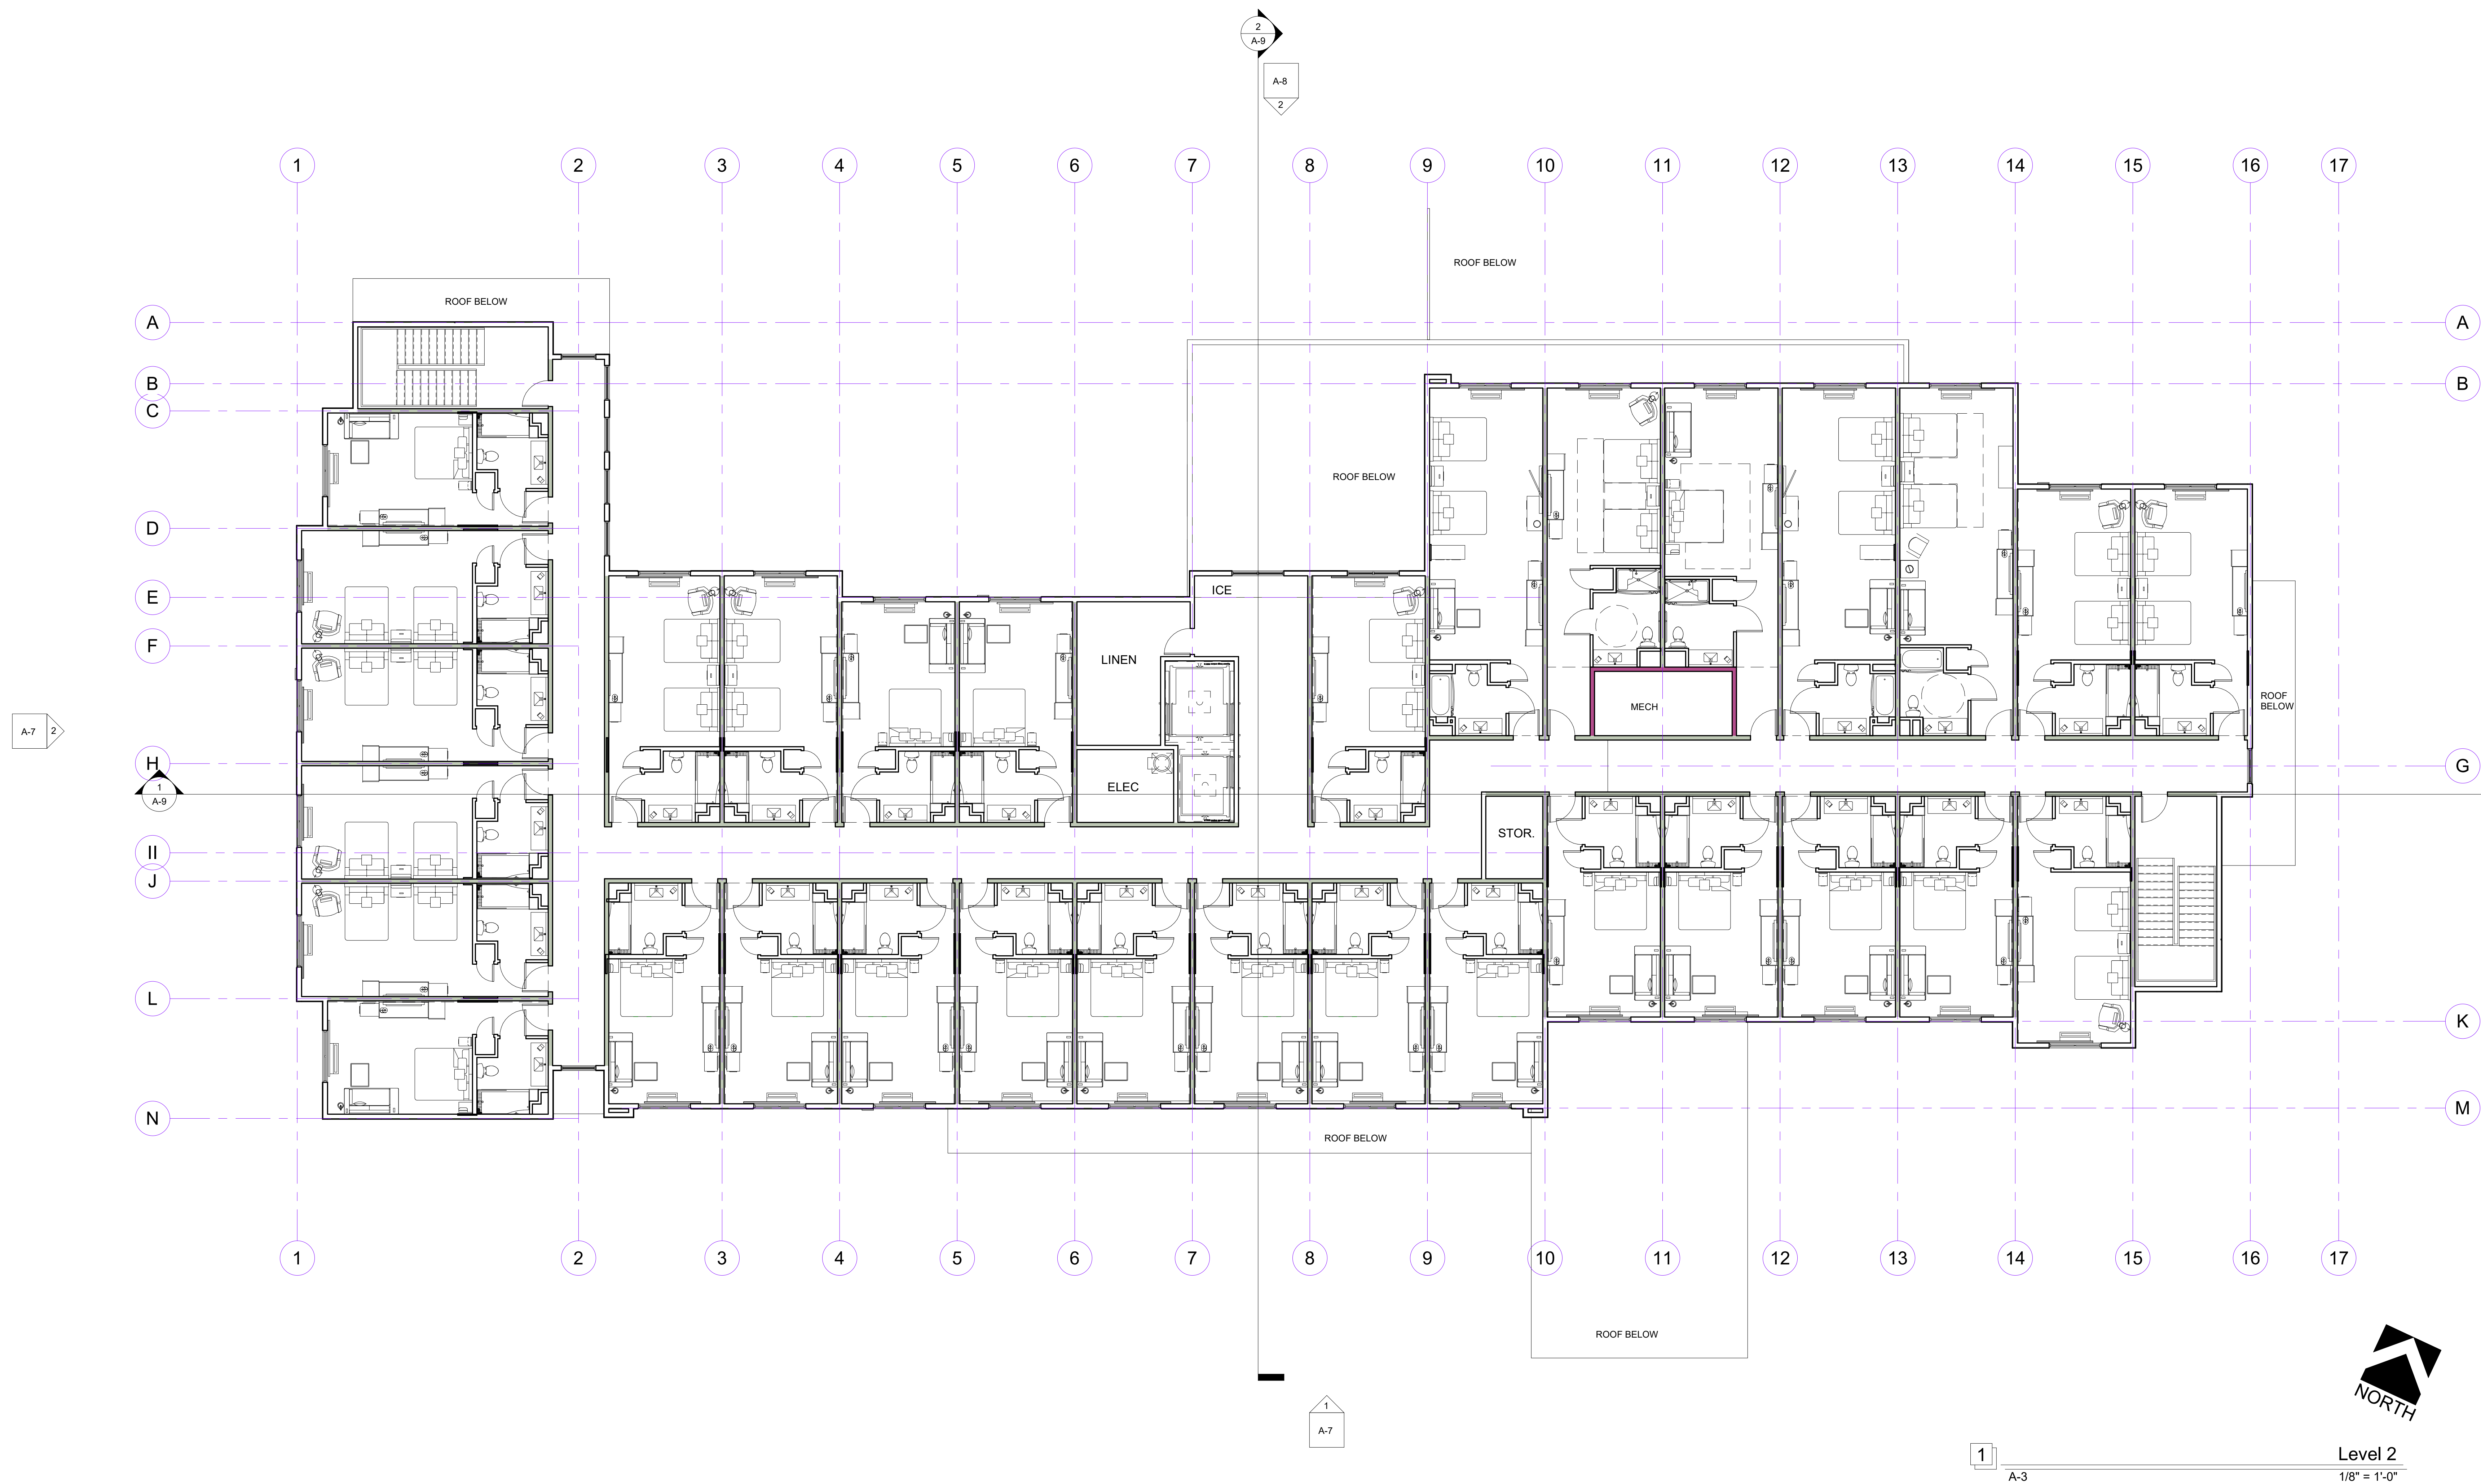 2
A-9
A-8
2
1 2 3 4 5 6 7 8 9 10 11 12 13 14 15 16 17
ROOF BELOW
ROOF BELOW
A A
B B
C
ROOF BELOW
D
ICE
E
F
LINEN
ROOF
BELOW
MECH
A-7 2
H
G
ELEC
1
A-9
STOR.
II
J
L
K
M
N
ROOF BELOW
1 2 3 4 5 6 7 8 9 10 11 12 13 14 15 16 17
ROOF BELOW
NORTH
1
A-7
1
Level 2
A-3
1/8" = 1'-0"